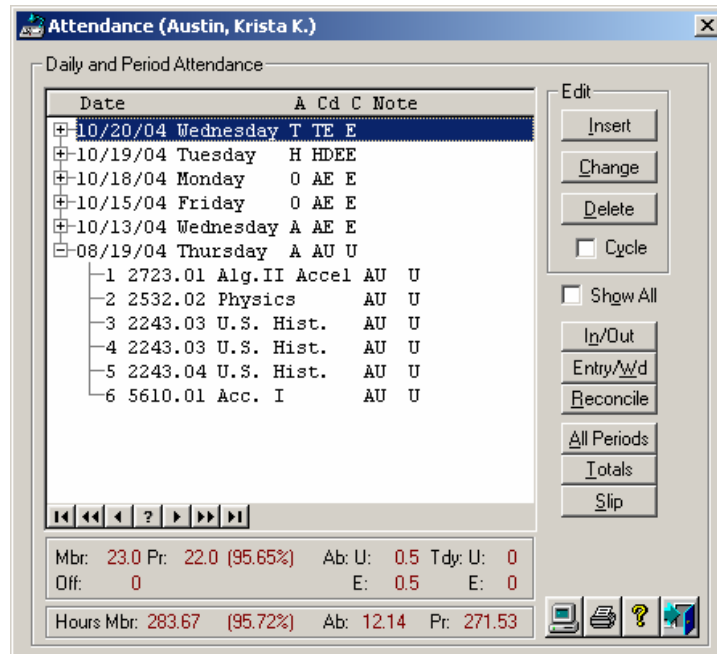 Attendance (Austin, Krista K.)
Daily and Period Attendance
Date A Cd C Note
10/20/04 Wednesday T TE E
10/19/04 Tuesday H HDEE
10/18/04 Monday O AE E
10/15/04 Friday O AE E
10/13/04 Wednesday A AE E
08/19/04 Thursday A AU U
1 2723.01 Alg.II Accel AU U
2 2532.02 Physics AU U
3 2243.03 U.S. Hist. AU U
4 2243.03 U.S. Hist. AU U
5 2243.04 U.S. Hist. AU U
6 5610.01 Acc. I AU U
Edit
Insert
Change
Delete
Cycle
Show All
In/Out
Entry/Wd
Reconcile
All Periods
Totals
Slip
Mbr: 23.0 Pr: 22.0 (95.65%) Ab: U: 0.5 Tdy: U: 0
Off: 0 E: 0.5 E: 0
Hours Mbr: 283.67 (95.72%) Ab: 12.14 Pr: 271.53